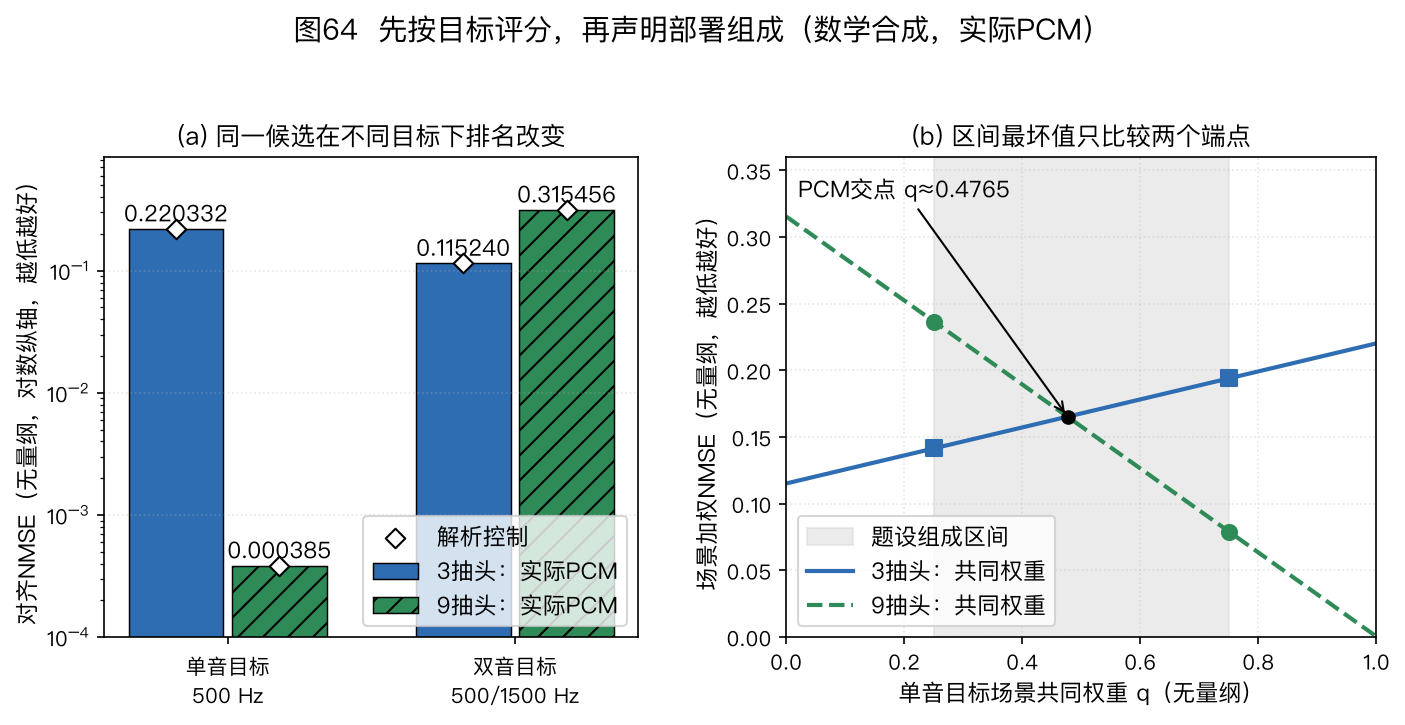 图64  先按目标评分，再声明部署组成（数学合成，实际PCM）
(a) 同一候选在不同目标下排名改变
对齐NMSE（无量纲，对数纵轴，越低越好）
10⁻¹
10⁻²
10⁻³
10⁻⁴
0.220332
0.000385
0.115240
0.315456
解析控制
3抽头：实际PCM
9抽头：实际PCM
单音目标
500 Hz
双音目标
500/1500 Hz
(b) 区间最坏值只比较两个端点
场景加权NMSE（无量纲，越低越好）
0.35
0.30
0.25
0.20
0.15
0.10
0.05
0.00
PCM交点 q≈0.4765
题设组成区间
3抽头：共同权重
9抽头：共同权重
0.0
0.2
0.4
0.6
0.8
1.0
单音目标场景共同权重 q（无量纲）